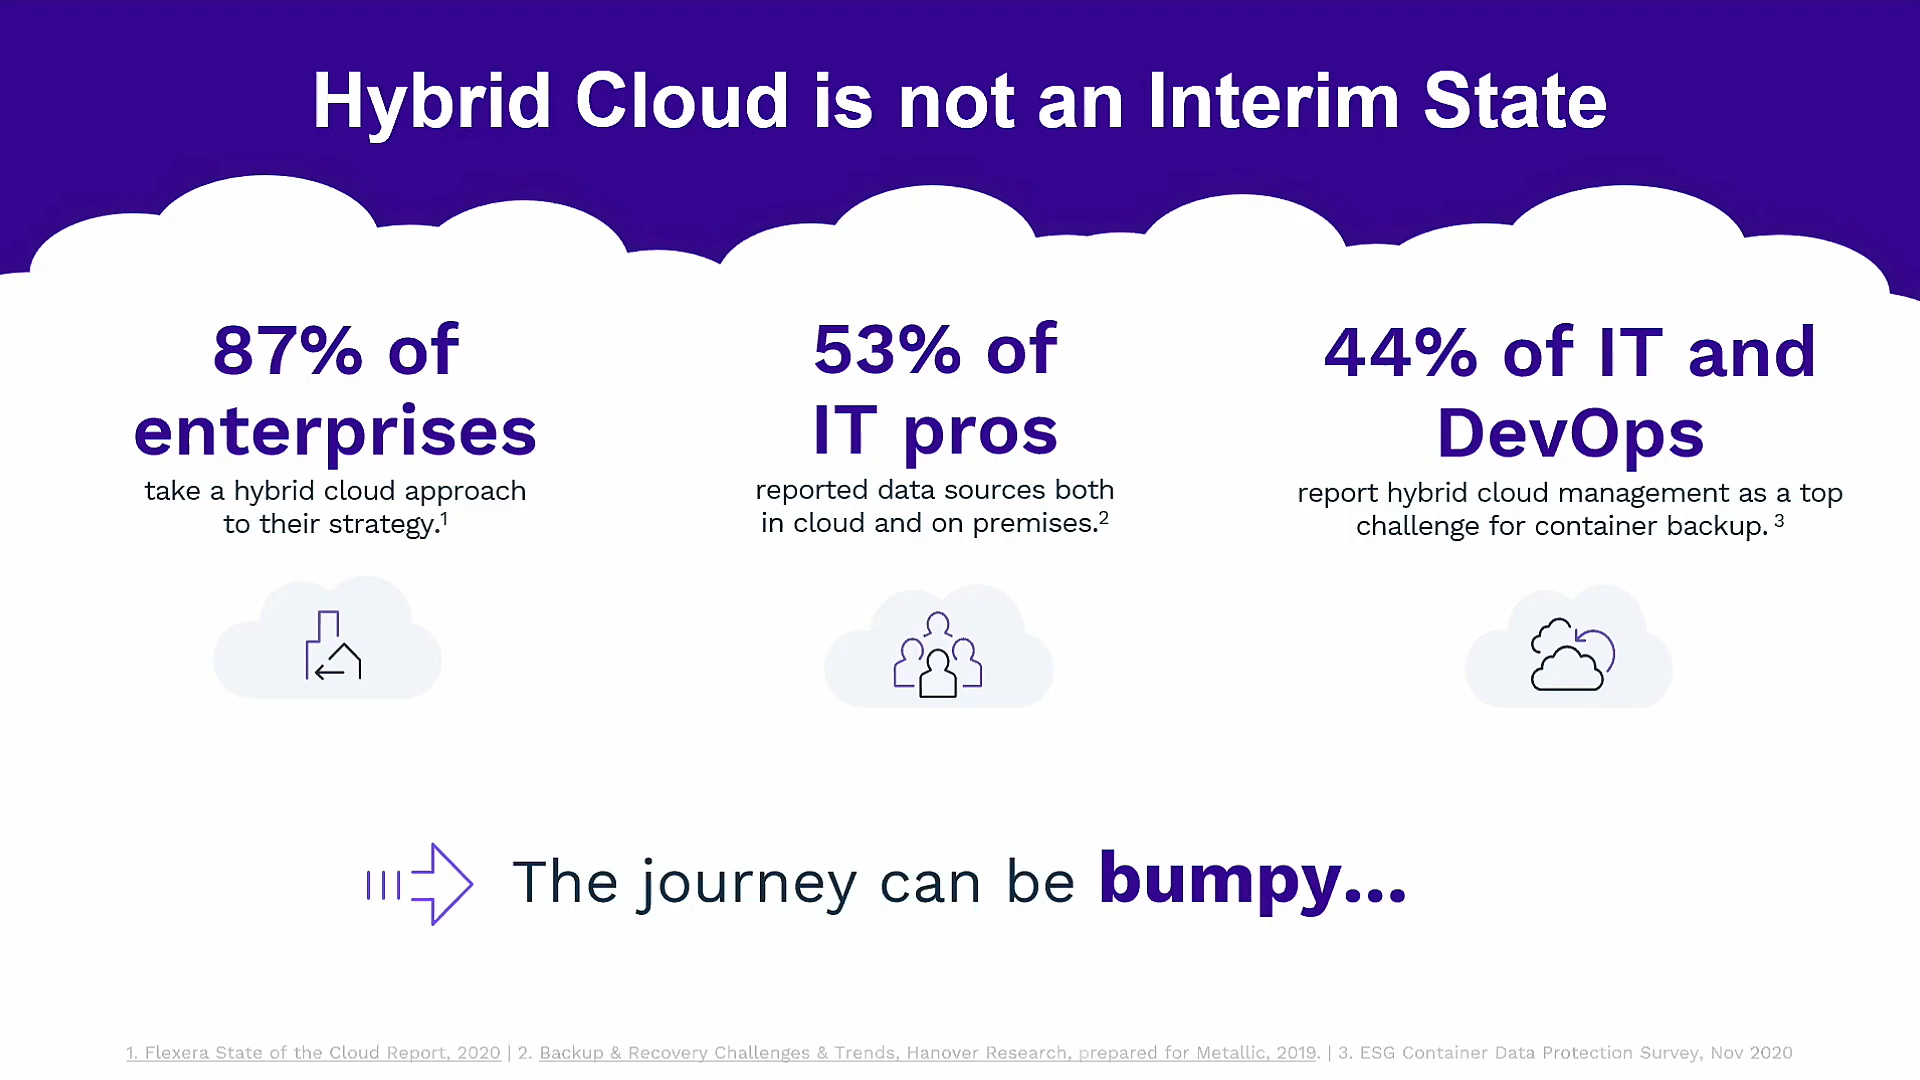 Hybrid Cloud is not an Interim State
87% of
enterprises
take a hybrid cloud approach
to their strategy.1
53% of
IT pros
reported data sources both
in cloud and on premises.2
44% of IT and
DevOps
report hybrid cloud management as a top
challenge for container backup. 3
The journey can be bumpy...
1. Flexera State of the Cloud Report, 2020 | 2. Backup & Recovery Challenges & Trends, Hanover Research, prepared for Metallic, 2019. | 3. ESG Container Data Protection Survey, Nov 2020